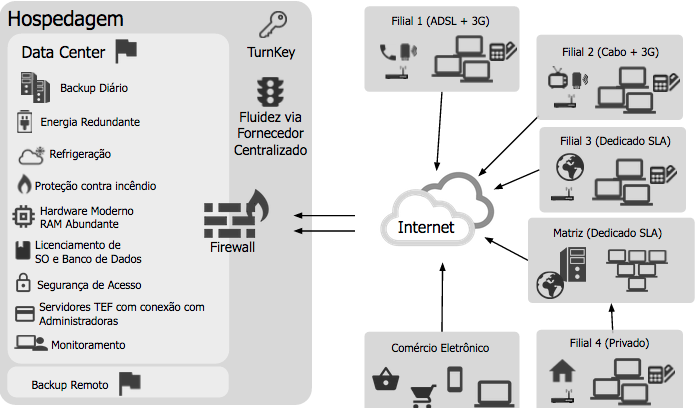 Hospedagem
Data Center
Backup Diário
Energia Redundante
Refrigeração
Proteção contra incêndio
Hardware Moderno
RAM Abundante
Licenciamento de
SO e Banco de Dados
Segurança de Acesso
Servidores TEF com conexão com
Administradoras
Monitoramento
Backup Remoto
TurnKey
Fluidez via
Fornecedor
Centralizado
Firewall
Internet
Filial 1 (ADSL + 3G)
Filial 2 (Cabo + 3G)
Filial 3 (Dedicado SLA)
Matriz (Dedicado SLA)
Filial 4 (Privado)
Comércio Eletrônico